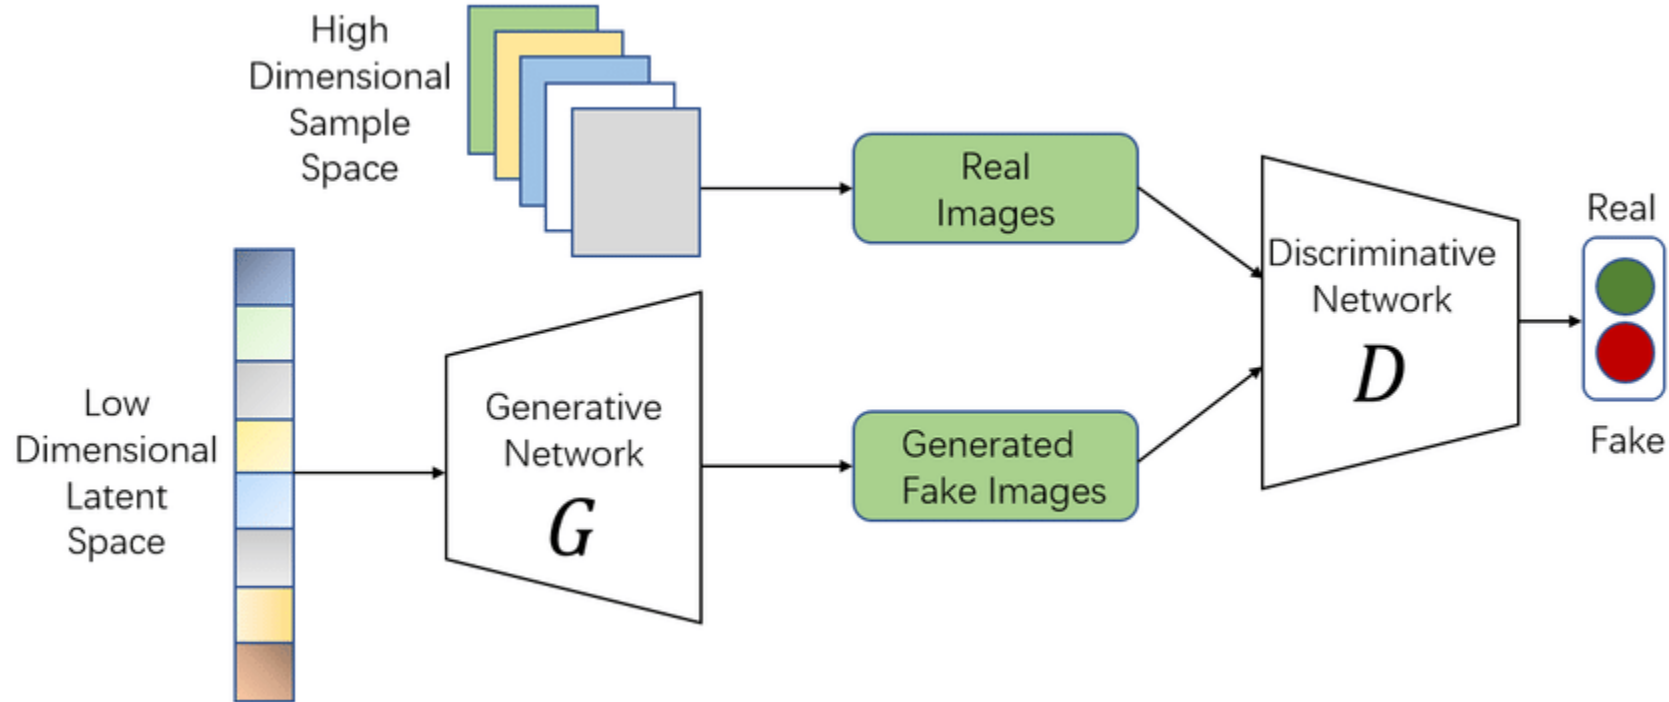 High
Dimensional
Sample
Space
Real
Images
Discriminative
Network
D
Real
Fake
Low
Dimensional
Latent
Space
Generative
Network
G
Generated
Fake Images